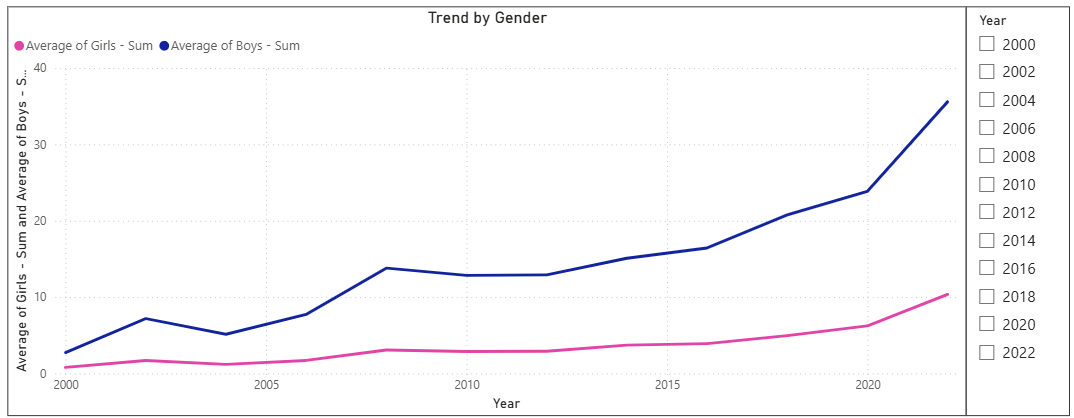 Trend by Gender
Average of Girls - Sum Average of Boys - Sum
Average of Girls - Sum and Average of Boys - S...
40
30
20
10
0
2000 2005 2010 2015 2020
Year
Year
2000
2002
2004
2006
2008
2010
2012
2014
2016
2018
2020
2022